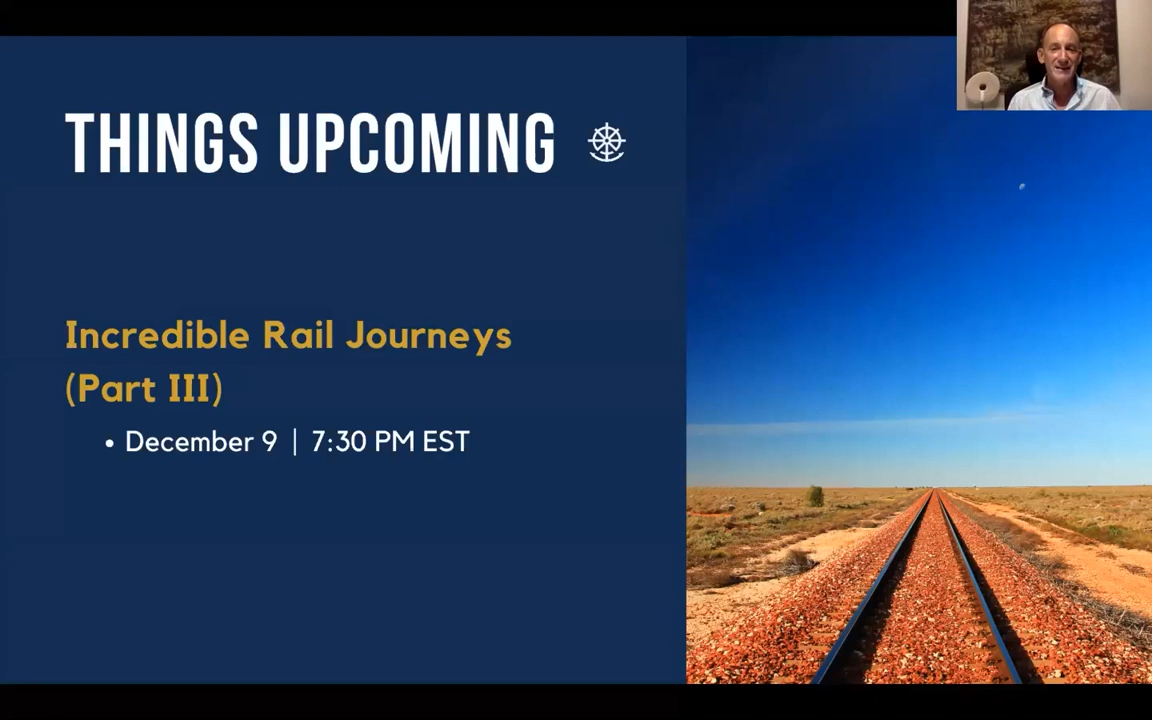 THINGS UPCOMING
Incredible Rail Journeys
(Part III)
• December 9 | 7:30 PM EST